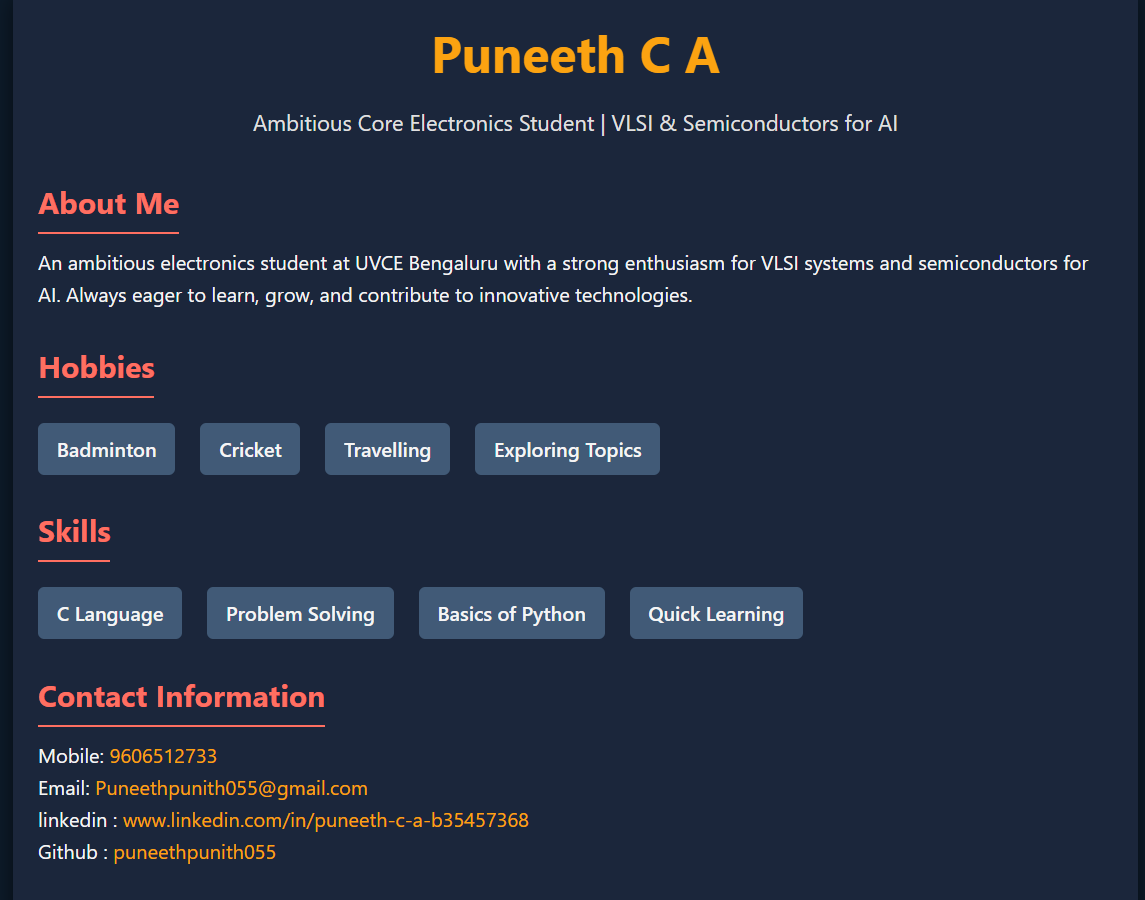 Puneeth C A
Ambitious Core Electronics Student | VLSI & Semiconductors for AI
About Me
An ambitious electronics student at UVCE Bengaluru with a strong enthusiasm for VLSI systems and semiconductors for
AI. Always eager to learn, grow, and contribute to innovative technologies.
Hobbies
Badminton Cricket Travelling Exploring Topics
Skills
C Language Problem Solving Basics of Python Quick Learning
Contact Information
Mobile: 9606512733
Email: Puneethpunith055@gmail.com
linkedin : www.linkedin.com/in/puneeth-c-a-b35457368
Github : puneethpunith055